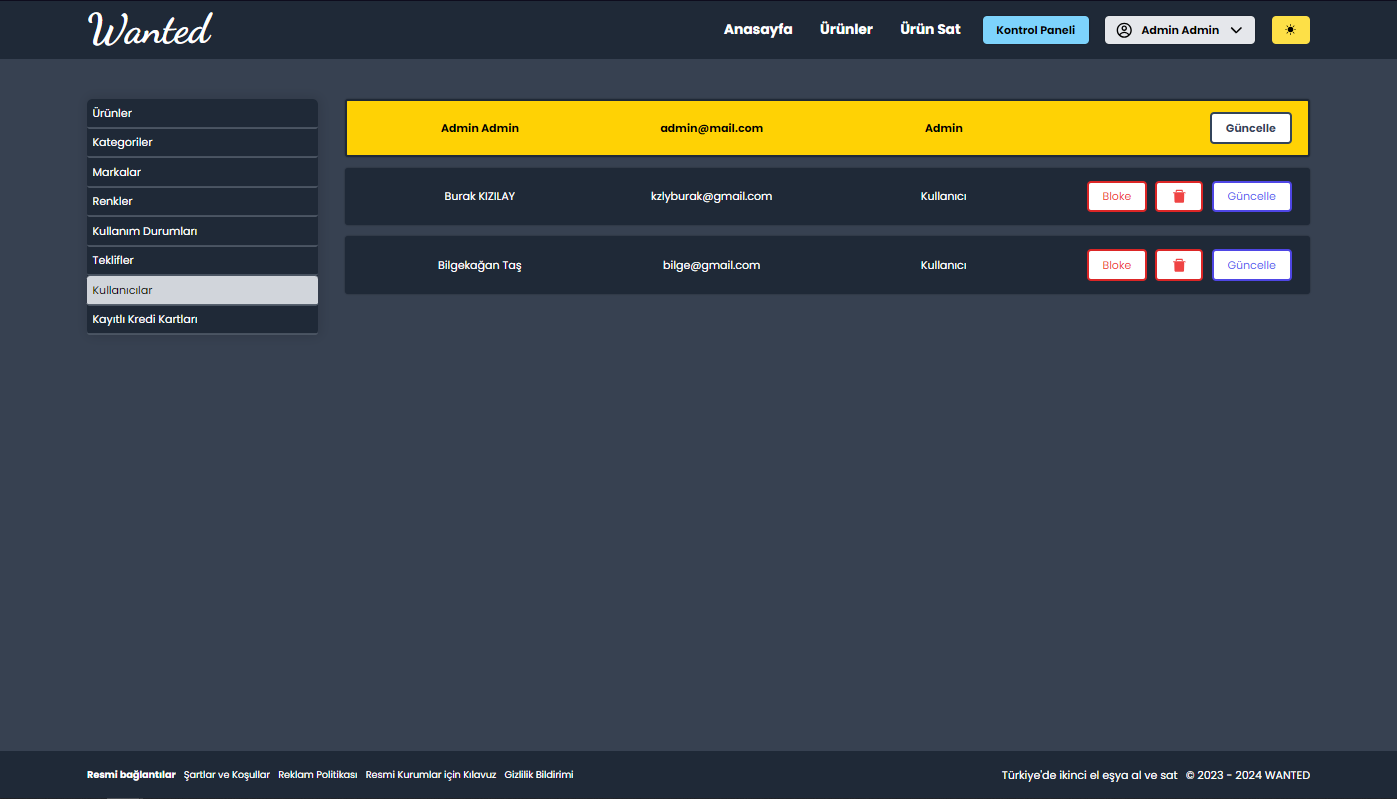 Wanted
Anasayfa Ürünler Ürün Sat Kontrol Paneli Admin Admin
Ürünler
Kategoriler
Markalar
Renkler
Kullanım Durumları
Teklifler
Kullanıcılar
Kayıtlı Kredi Kartları
Admin Admin admin@mail.com Admin Güncelle
Burak KIZILAY kzlyburak@gmail.com Kullanıcı Bloke Güncelle
Bilgekağan Taş bilge@gmail.com Kullanıcı Bloke Güncelle
Resmi bağlantılar Şartlar ve Koşullar Reklam Politikası Resmi Kurumlar için Kılavuz Gizlilik Bildirimi
Türkiye'de ikinci el eşya al ve sat © 2023 - 2024 WANTED